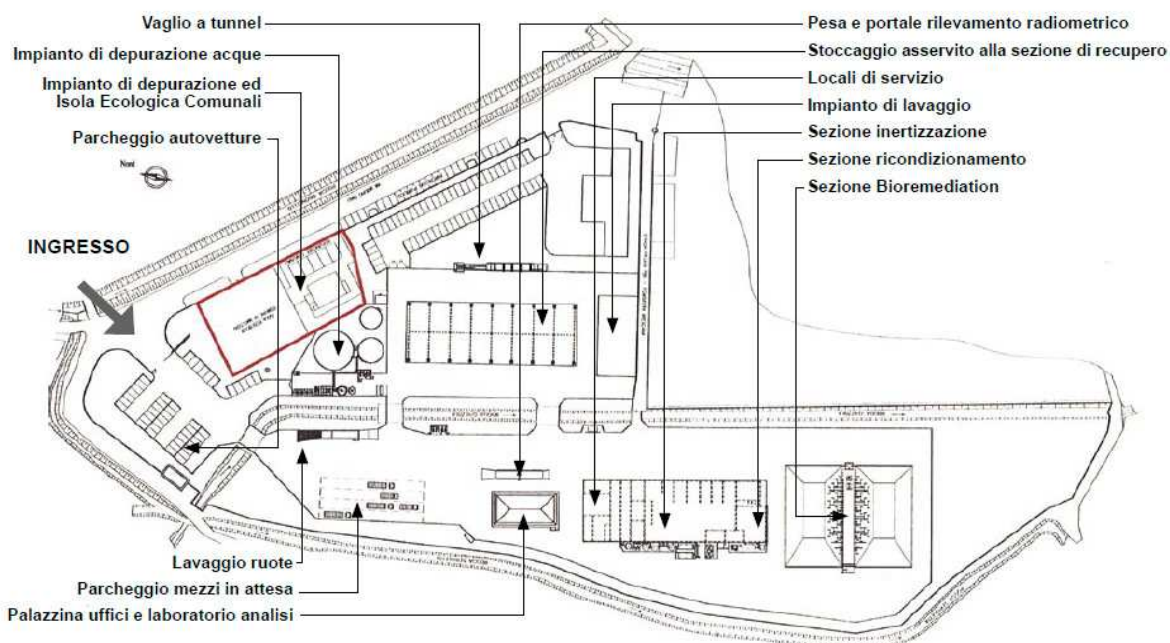 Vaglio a tunnel
Impianto di depurazione acque
Impianto di depurazione ed
Isola Ecologica Comunali
Parcheggio autovetture
Nord
INGRESSO
Pesa e portale rilevamento radiometrico
Stoccaggio asservito alla sezione di recupero
Locali di servizio
Impianto di lavaggio
Sezione inertizzazione
Sezione ricondizionamento
Sezione Bioremediation
Lavaggio ruote
Parcheggio mezzi in attesa
Palazzina uffici e laboratorio analisi